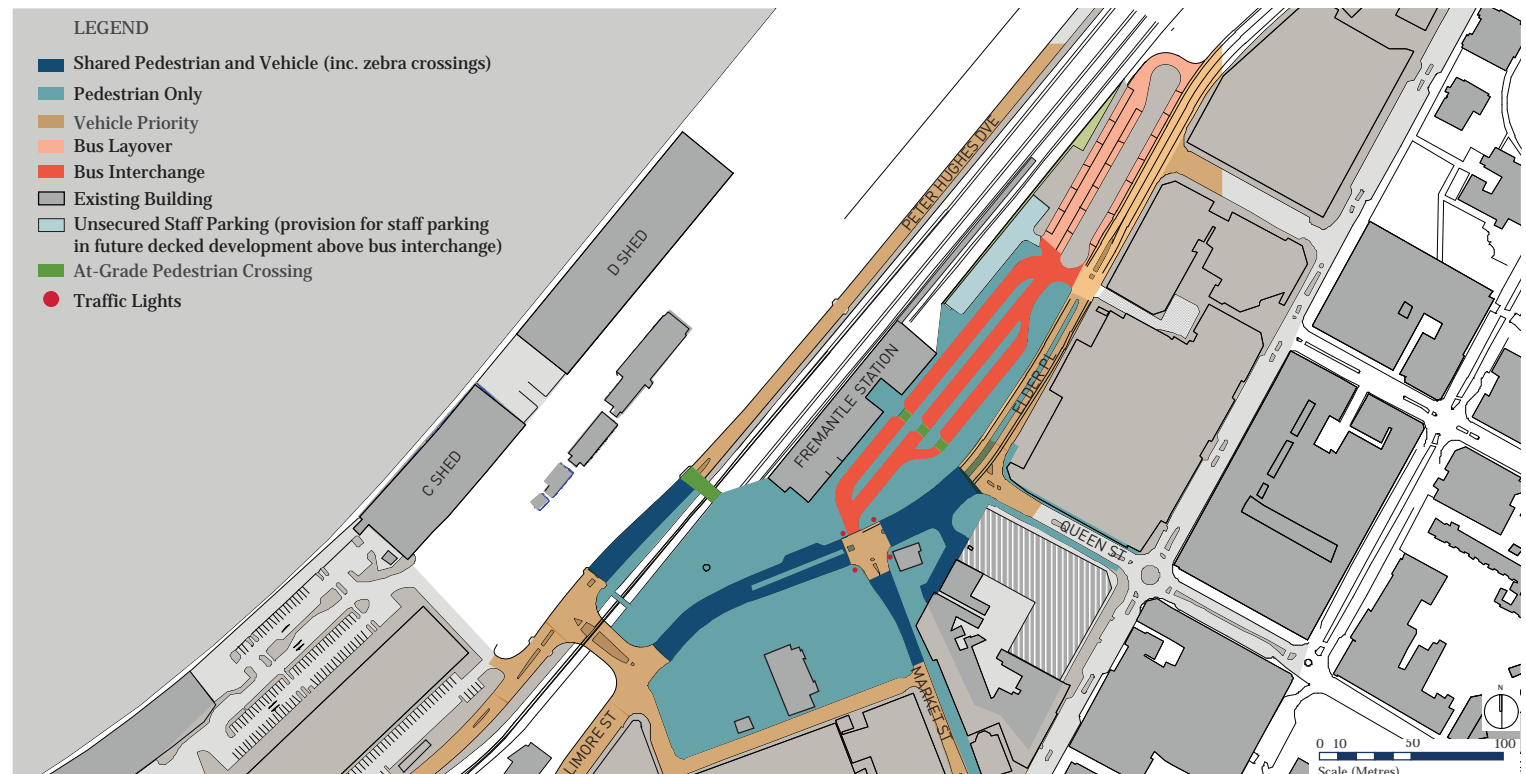 LEGEND
Shared Pedestrian and Vehicle (inc. zebra crossings)
Pedestrian Only
Vehicle Priority
Bus Layover
Bus Interchange
Existing Building
Unsecured Staff Parking (provision for staff parking
in future decked development above bus interchange)
At-Grade Pedestrian Crossing
Traffic Lights
PETER HUGHES DVE
D SHED
FREMANTLE STATION
ELDER PL
C SHED
QUEEN ST
MARKET ST
LIMORE ST
N
0 10 50 100
Scale (Metres)